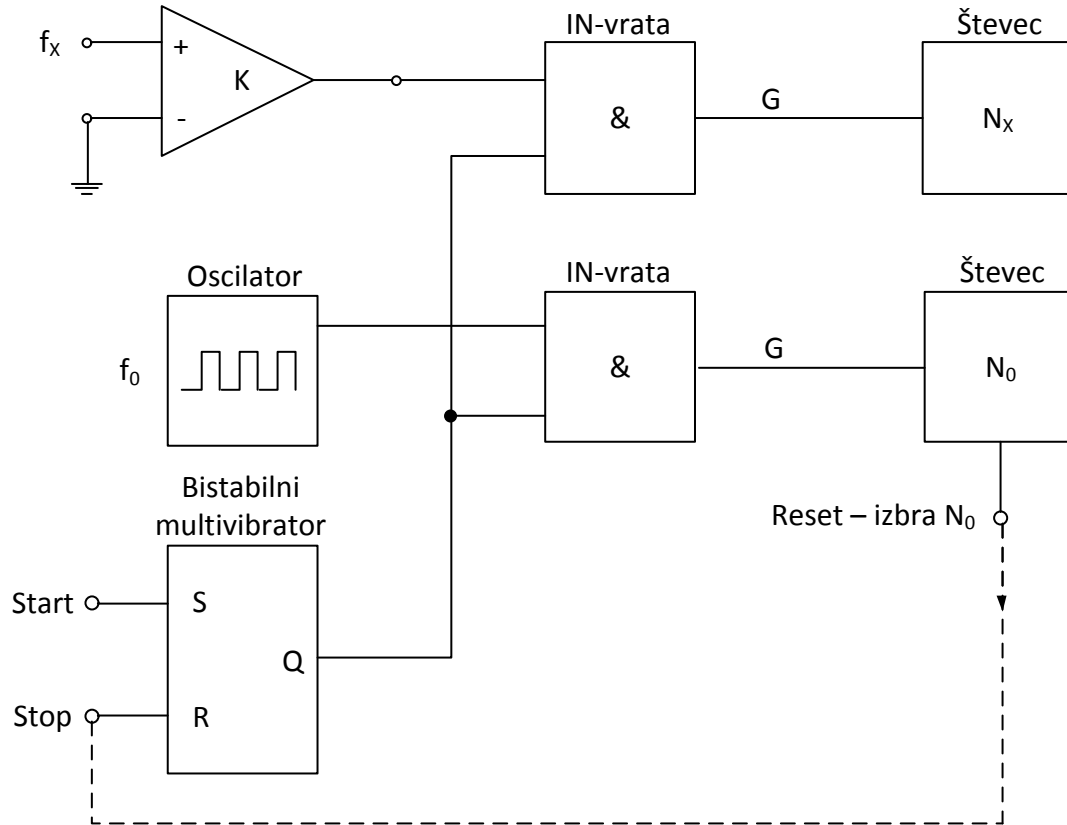 IN-vrata
Števec
f_X
+
-
K
&
G
N_X
Oscilator
IN-vrata
Števec
f_0
&
G
N_0
Bistabilni
multivibrator
Reset – izbra N_0
Start
S
Q
Stop
R